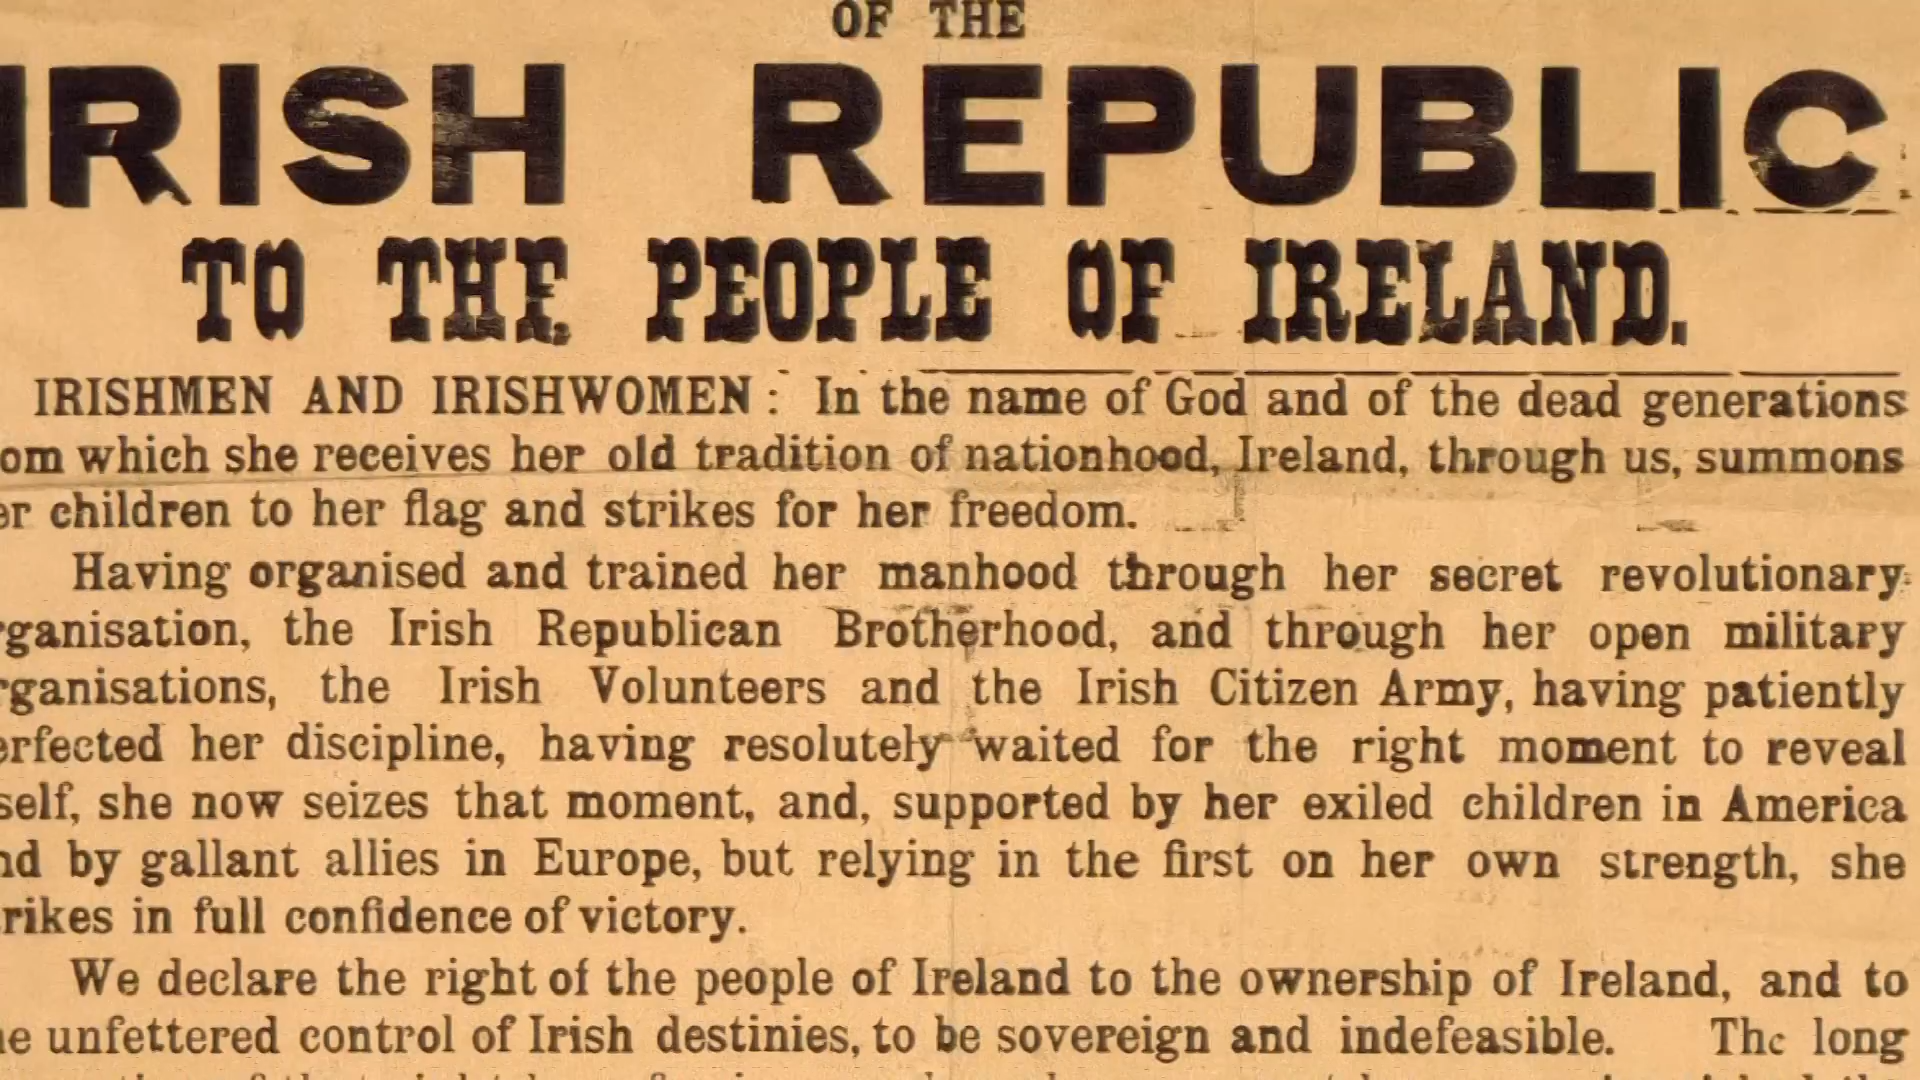 OF THE
IRISH REPUBLIC
TO THE PEOPLE OF IRELAND.
IRISHMEN AND IRISHWOMEN : In the name of God and of the dead generations
om which she receives her old tradition of nationhood, Ireland, through us, summons
er children to her flag and strikes for her freedom.
Having organised and trained her manhood through her secret revolutionary
rganisation, the Irish Republican Brotherhood, and through her open military
rganisations, the Irish Volunteers and the Irish Citizen Army, having patiently
erfected her discipline, having resolutely waited for the right moment to reveal
self, she now seizes that moment, and, supported by her exiled children in America
nd by gallant allies in Europe, but relying in the first on her own strength, she
rikes in full confidence of victory.
We declare the right of the people of Ireland to the ownership of Ireland, and to
he unfettered control of Irish destinies, to be sovereign and indefeasible. The long